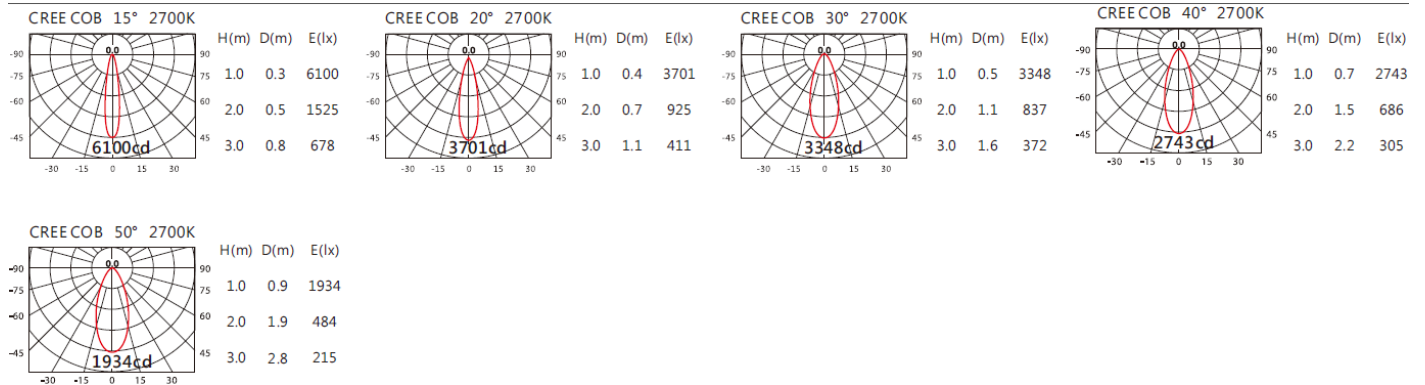 CREE COB 15° 2700K
H(m) D(m) E(lx)
0.0
-90 90
-75 75
-60 60
-45 45
-30 -15 0 15 30
6100cd
1.0 0.3 6100
2.0 0.5 1525
3.0 0.8 678
CREE COB 20° 2700K
H(m) D(m) E(lx)
0.0
-90 90
-75 75
-60 60
-45 45
-30 -15 0 15 30
3701cd
1.0 0.4 3701
2.0 0.7 925
3.0 1.1 411
CREE COB 30° 2700K
H(m) D(m) E(lx)
0.0
-90 90
-75 75
-60 60
-45 45
-30 -15 0 15 30
3348cd
1.0 0.5 3348
2.0 1.1 837
3.0 1.6 372
CREE COB 40° 2700K
H(m) D(m) E(lx)
0.0
-90 90
-75 75
-60 60
-45 45
-30 -15 0 15 30
2743cd
1.0 0.7 2743
2.0 1.5 686
3.0 2.2 305
CREE COB 50° 2700K
H(m) D(m) E(lx)
0.0
-90 90
-75 75
-60 60
-45 45
-30 -15 0 15 30
1934cd
1.0 0.9 1934
2.0 1.9 484
3.0 2.8 215